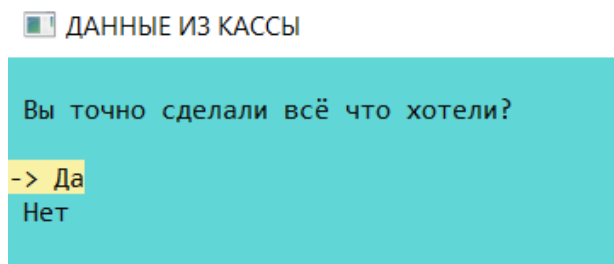 ДАННЫЕ ИЗ КАССЫ
Вы точно сделали всё что хотели?
-> Да
Нет